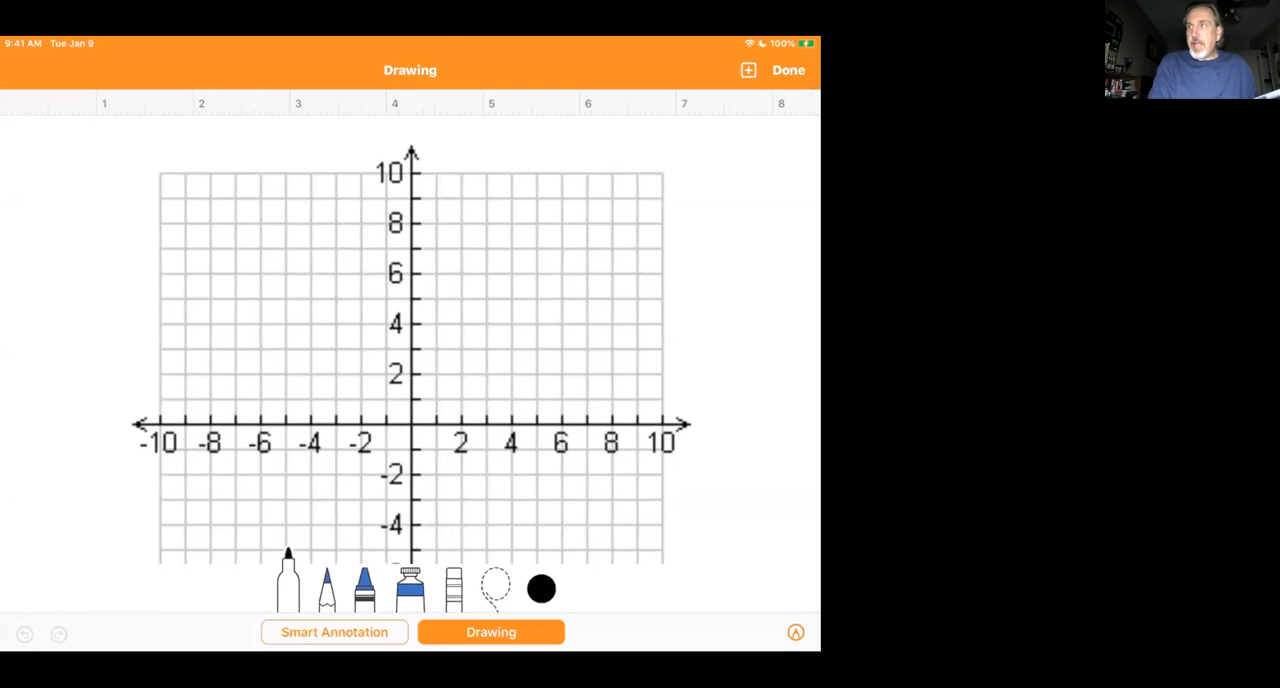 9:41 AM Tue Jan 9 100%
Drawing Done
1 2 3 4 5 6 7 8
10
8
6
4
2
-10 -8 -6 -4 -2 2 4 6 8 10
-2
-4
Smart Annotation Drawing